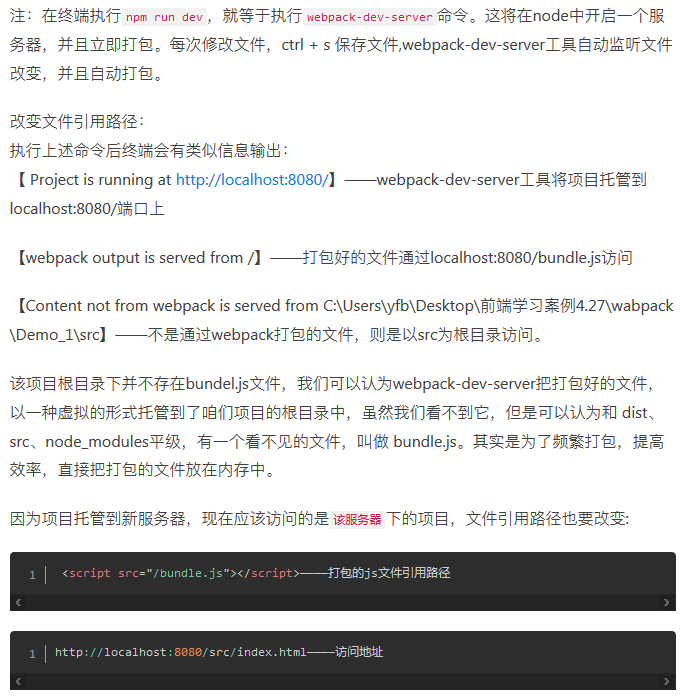 注：在终端执行npm run dev，就等于执行webpack-dev-server命令。这将在node中开启一个服
务器，并且立即打包。每次修改文件，ctrl + s 保存文件,webpack-dev-server工具自动监听文件
改变，并且自动打包。
改变文件引用路径：
执行上述命令后终端会有类似信息输出：
【 Project is running at http://localhost:8080/】——webpack-dev-server工具将项目托管到
localhost:8080/端口上
【webpack output is served from /】——打包好的文件通过localhost:8080/bundle.js访问
【Content not from webpack is served from C:\Users\yfb\Desktop\前端学习案例4.27\wabpack
\Demo_1\src】——不是通过webpack打包的文件，则是以src为根目录访问。
该项目根目录下并不存在bundel.js文件，我们可以认为webpack-dev-server把打包好的文件，
以一种虚拟的形式托管到了咱们项目的根目录中，虽然我们看不到它，但是可以认为和 dist、
src、node_modules平级，有一个看不见的文件，叫做 bundle.js。其实是为了频繁打包，提高
效率，直接把打包的文件放在内存中。
因为项目托管到新服务器，现在应该访问的是该服务器下的项目，文件引用路径也要改变:
1 <script src="/bundle.js"></script>————打包的js文件引用路径
1 http://localhost:8080/src/index.html————访问地址